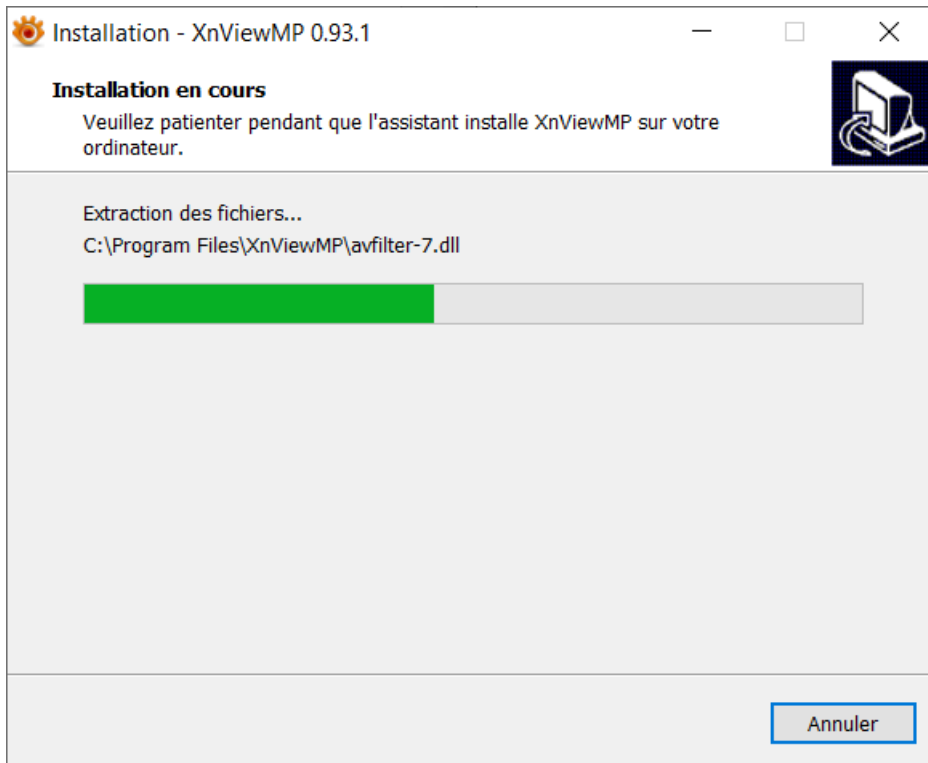 Installation - XnViewMP 0.93.1
Installation en cours
Veuillez patienter pendant que l'assistant installe XnViewMP sur votre
ordinateur.
Extraction des fichiers...
C:\Program Files\XnViewMP\avfilter-7.dll
Annuler